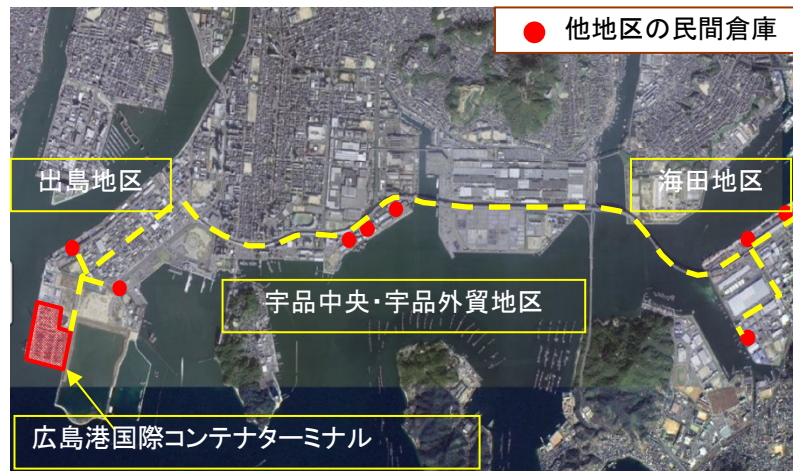 他地区の民間倉庫
出島地区
海田地区
宇品中央・宇品外貿地区
広島港国際コンテナターミナル